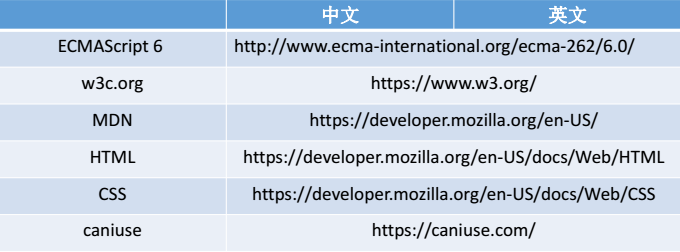 中文 英文
ECMAScript 6 http://www.ecma-international.org/ecma-262/6.0/
w3c.org https://www.w3.org/
MDN https://developer.mozilla.org/en-US/
HTML https://developer.mozilla.org/en-US/docs/Web/HTML
CSS https://developer.mozilla.org/en-US/docs/Web/CSS
caniuse https://caniuse.com/